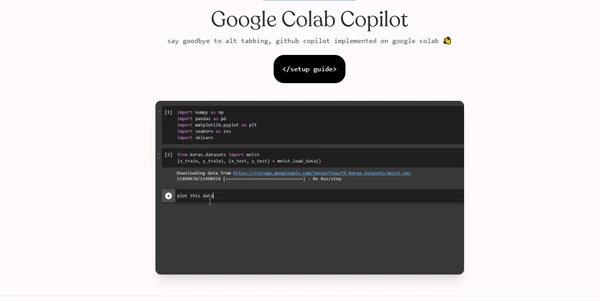 Google Colab Copilot
say goodbye to alt tabbing, github copilot implemented on google colab
</setup guide>
[1] import numpy as np
import pandas as pd
import matplotlib.pyplot as plt
import seaborn as sns
import sklearn
[2] from keras.datasets import mnist
(x_train, y_train), (x_test, y_test) = mnist.load_data()
Downloading data from https://storage.googleapis.com/tensorflow/tf-keras-datasets/mnist.npz
11490434/11490434 [==============================] - 0s 0us/step
plot this data